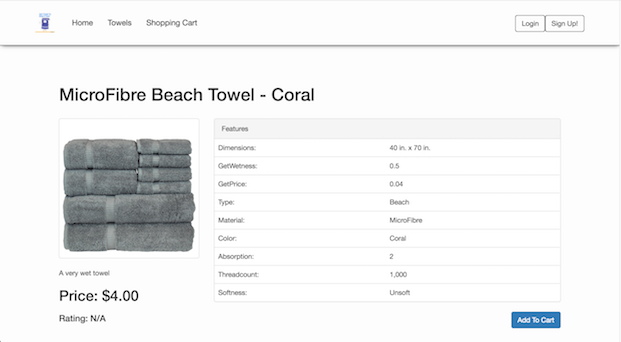 Home Towels Shopping Cart Login Sign Up!
MicroFibre Beach Towel - Coral
Features
Dimensions: 40 in. x 70 in.
GetWetness: 0.5
GetPrice: 0.04
Type: Beach
Material: MicroFibre
Color: Coral
Absorption: 2
Threadcount: 1,000
Softness: Unsoft
A very wet towel
Price: $4.00
Rating: N/A
Add To Cart